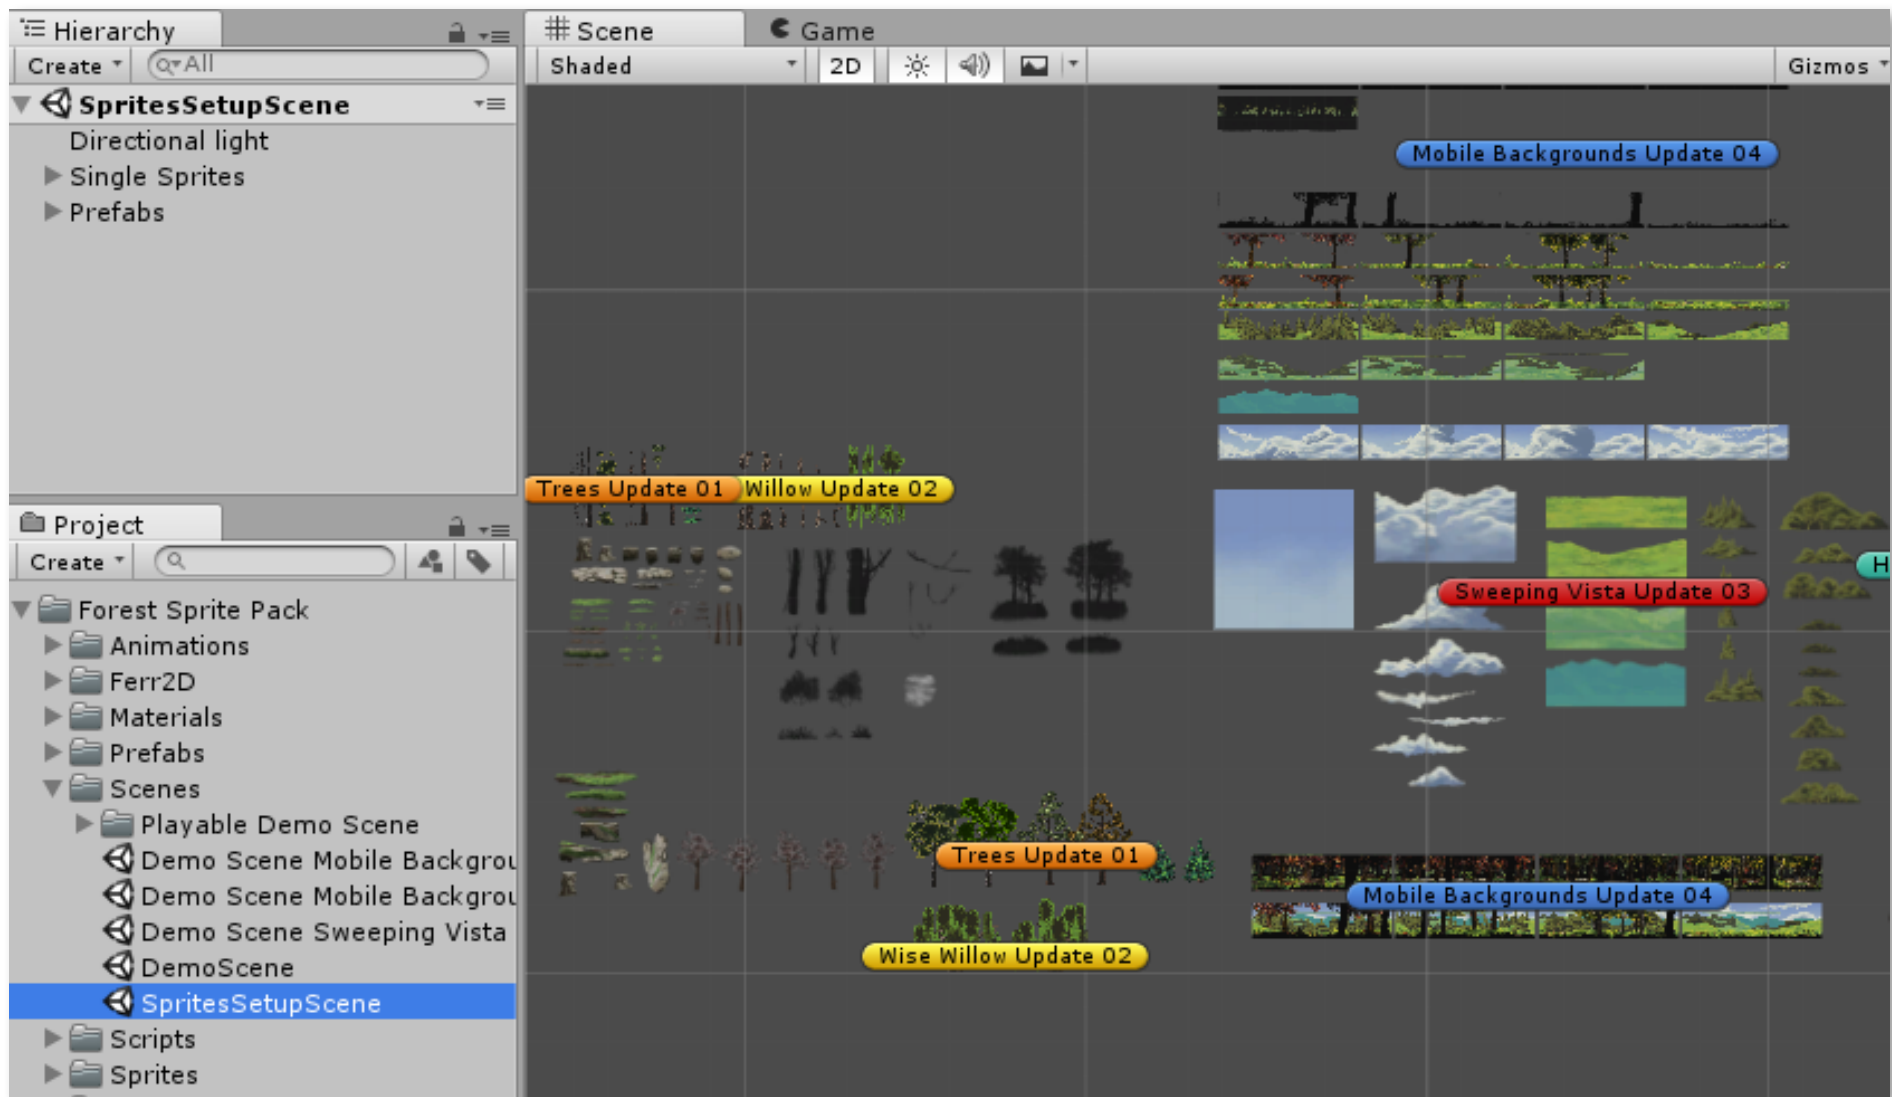 Hierarchy
Create
All
SpritesSetupScene
Directional light
Single Sprites
Prefabs
Project
Create
Forest Sprite Pack
Animations
Ferr2D
Materials
Prefabs
Scenes
Playable Demo Scene
Demo Scene Mobile Backgrou
Demo Scene Mobile Backgrou
Demo Scene Sweeping Vista
DemoScene
SpritesSetupScene
Scripts
Sprites
Scene
Game
Shaded
2D
Gizmos
Mobile Backgrounds Update 04
Trees Update 01
Willow Update 02
H
Sweeping Vista Update 03
Trees Update 01
Mobile Backgrounds Update 04
Wise Willow Update 02